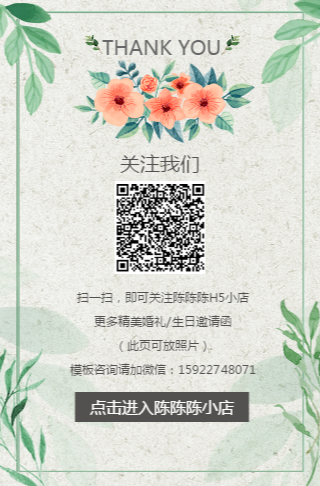 THANK YOU
关注我们
扫一扫，即可关注陈陈陈H5小店
更多精美婚礼/生日邀请函
（此页可放照片）
模板咨询请加微信：15922748071
点击进入陈陈陈小店